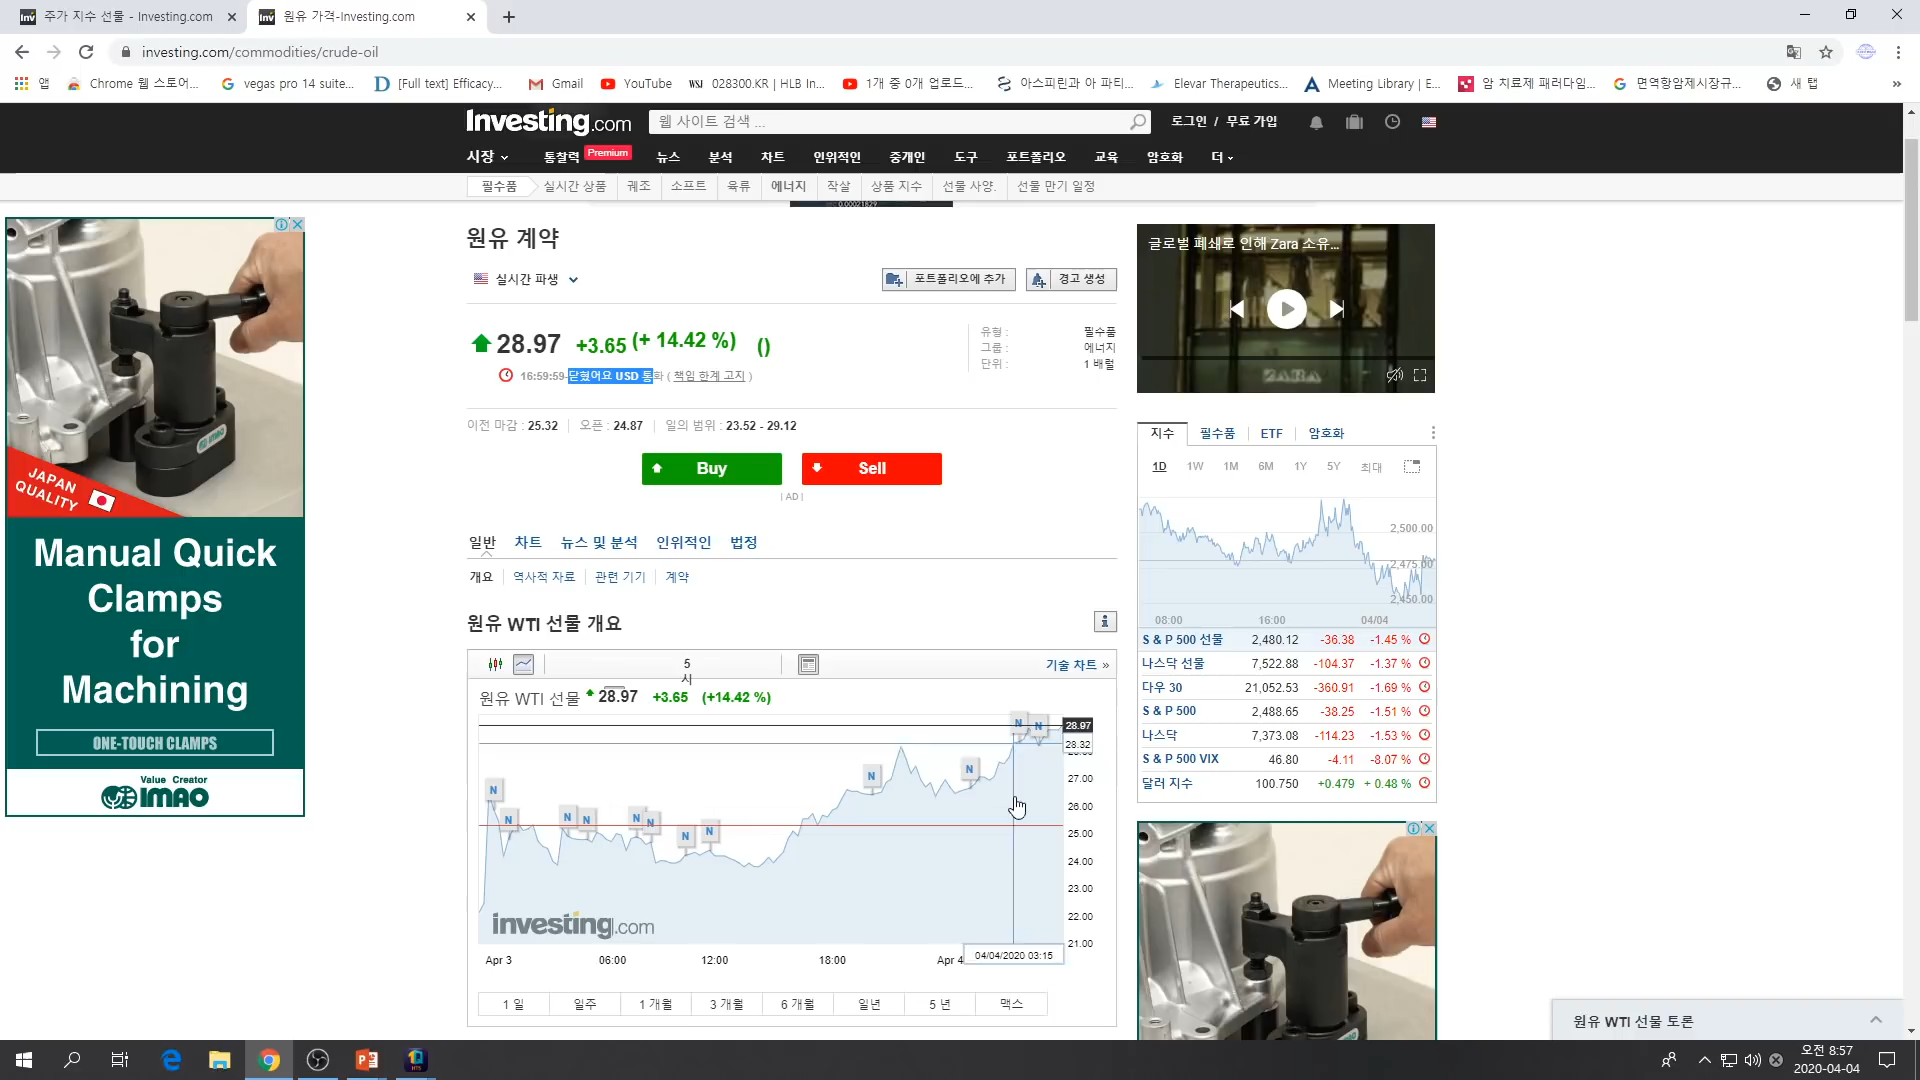 주가 지수 선물 - Investing.com
원유 가격-Investing.com
investing.com/commodities/crude-oil
앱
Chrome 웹 스토어...
vegas pro 14 suite...
[Full text] Efficacy...
Gmail
YouTube
028300.KR | HLB In...
1개 중 0개 업로드...
아스피린과 아 파티...
Elevar Therapeutics...
Meeting Library | E...
암 치료제 패러다임...
면역항암제시장규...
새 탭
Investing.com
웹 사이트 검색 ...
로그인 / 무료 가입
시장 통찰력 Premium 뉴스 분석 차트 인위적인 중개인 도구 포트폴리오 교육 암호화 더
필수품 실시간 상품 궤조 소프트 육류 에너지 작살 상품 지수 선물 사양. 선물 만기 일정
0.00021829
원유 계약
실시간 파생
포트폴리오에 추가
경고 생성
28.97 +3.65 (+ 14.42 %) ()
16:59:59-닫혔어요 USD 통화 ( 책임 한계 고지 )
유형 : 필수품
그룹 : 에너지
단위 : 1 배럴
이전 마감 : 25.32 오픈 : 24.87 일의 범위 : 23.52 - 29.12
Buy
Sell
| AD |
일반 차트 뉴스 및 분석 인위적인 법정
개요 역사적 자료 관련 기기 계약
원유 WTI 선물 개요
5
시
기술 차트 »
원유 WTI 선물 28.97 +3.65 (+14.42 %)
N
N
N
N
N
N
N
N
N
N
N
N
28.97
28.32
27.00
26.00
25.00
24.00
23.00
22.00
21.00
Investing.com
Apr 3 06:00 12:00 18:00 Apr 4
04/04/2020 03:15
1 일 일주 1 개월 3 개월 6 개월 일년 5 년 맥스
글로벌 폐쇄로 인해 Zara 소유...
ZARA
지수 필수품 ETF 암호화
1D 1W 1M 6M 1Y 5Y 최대
2,500.00
2,475.00
2,450.00
08:00 16:00 04/04
S & P 500 선물 2,480.12 -36.38 -1.45 %
나스닥 선물 7,522.88 -104.37 -1.37 %
다우 30 21,052.53 -360.91 -1.69 %
S & P 500 2,488.65 -38.25 -1.51 %
나스닥 7,373.08 -114.23 -1.53 %
S & P 500 VIX 46.80 -4.11 -8.07 %
달러 지수 100.750 +0.479 + 0.48 %
JAPAN
QUALITY
Manual Quick
Clamps
for
Machining
ONE-TOUCH CLAMPS
Value Creator
IMAO
원유 WTI 선물 토론
오전 8:57
2020-04-04